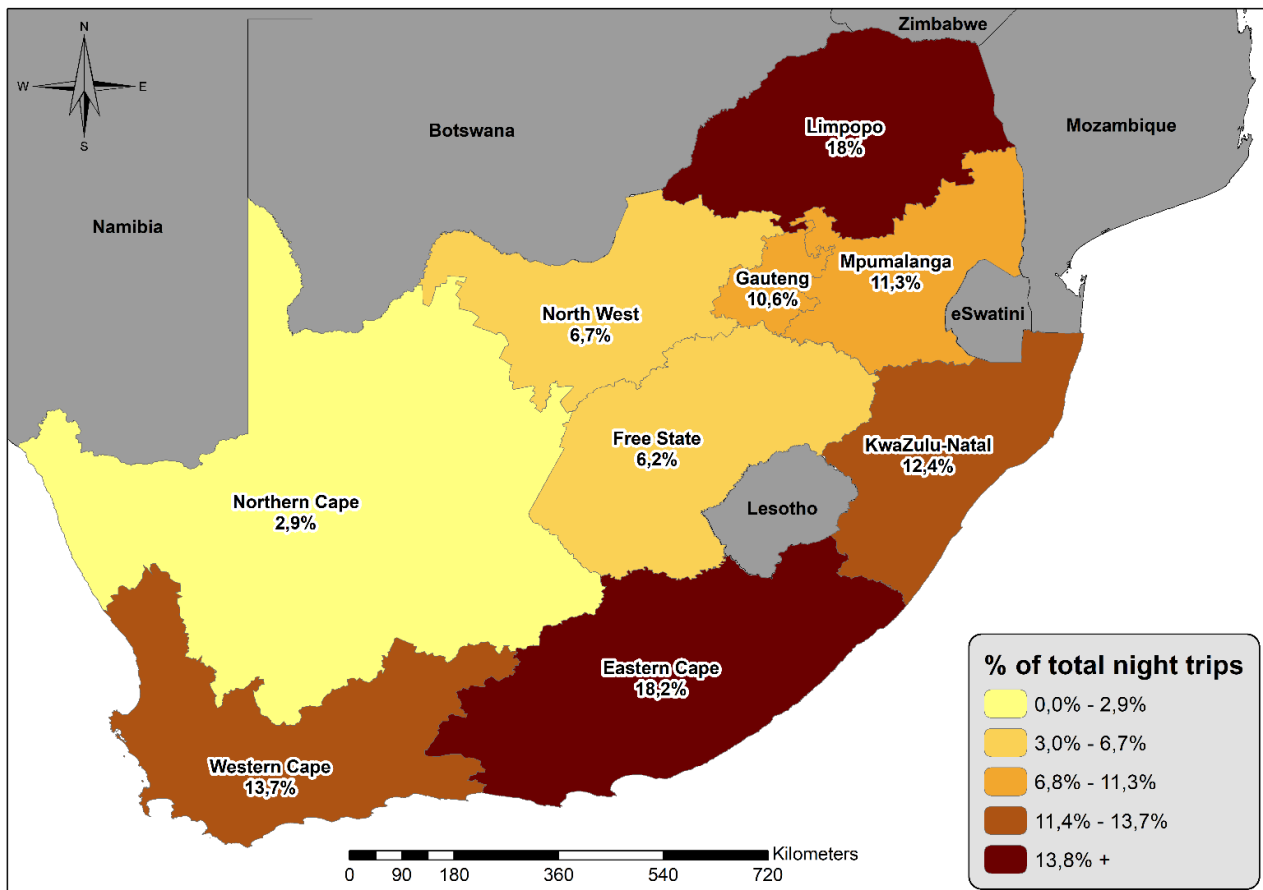 N
W
E
S
Zimbabwe
Botswana
Mozambique
Namibia
Limpopo
18%
Mpumalanga
11,3%
Gauteng
10,6%
eSwatini
North West
6,7%
Free State
6,2%
KwaZulu-Natal
12,4%
Northern Cape
2,9%
Lesotho
Eastern Cape
18,2%
Western Cape
13,7%
% of total night trips
0,0% - 2,9%
3,0% - 6,7%
6,8% - 11,3%
11,4% - 13,7%
13,8% +
Kilometers
0 90 180 360 540 720